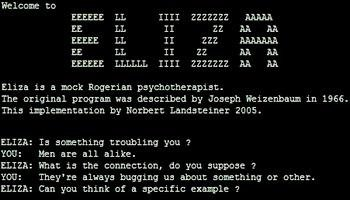 Welcome to
EEEEEE  LL      IIII  ZZZZZZZ   AAAAA
EE      LL       II       ZZ   AA   AA
EEEEE   LL       II     ZZZ    AAAAAAA
EE      LL       II    ZZ      AA   AA
EEEEEE  LLLLLL  IIII  ZZZZZZZ  AA   AA
Eliza is a mock Rogerian psychotherapist.
The original program was described by Joseph Weizenbaum in 1966.
This implementation by Norbert Landsteiner 2005.
ELIZA: Is something troubling you ?
YOU:   Men are all alike.
ELIZA: What is the connection, do you suppose ?
YOU:   They're always bugging us about something or other.
ELIZA: Can you think of a specific example ?